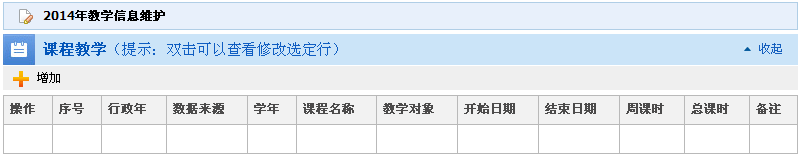 2014年教学信息维护
课程教学（提示：双击可以查看修改选定行） 收起
增加
操作 序号 行政年 数据来源 学年 课程名称 教学对象 开始日期 结束日期 周课时 总课时 备注